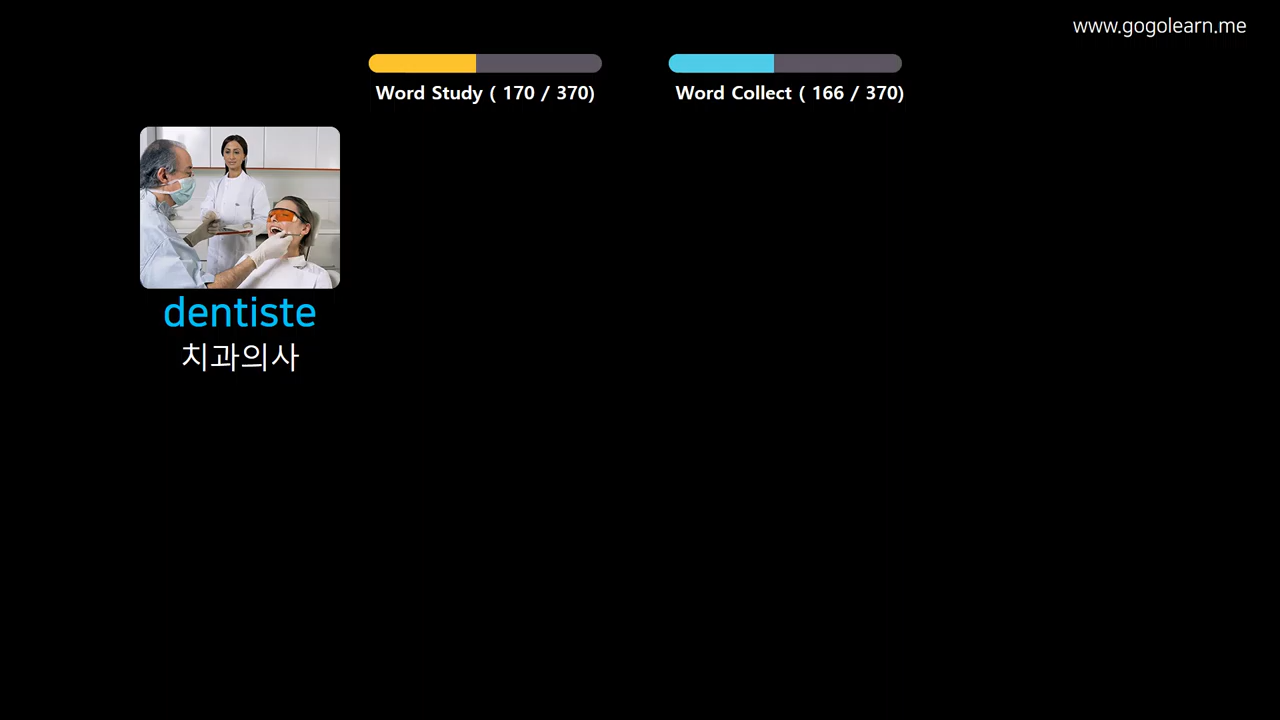 www.gogolearn.me
Word Study ( 170 / 370)
Word Collect ( 166 / 370)
dentiste
치과의사